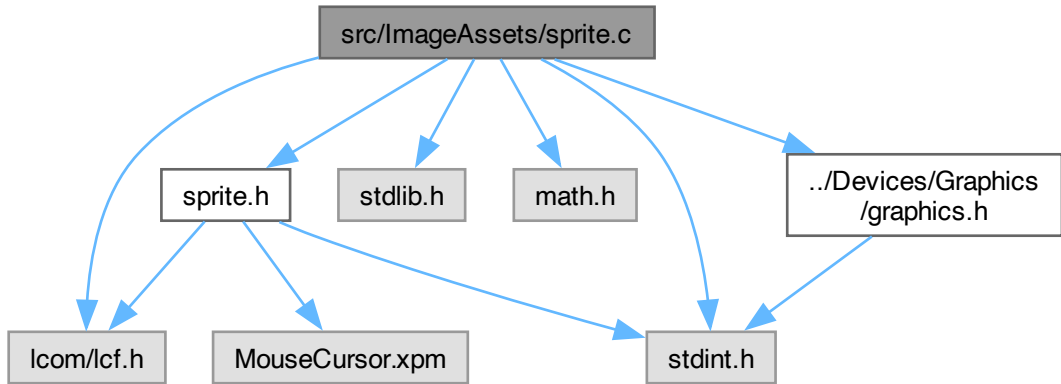 src/ImageAssets/sprite.c
sprite.h
stdlib.h
math.h
../Devices/Graphics
/graphics.h
lcom/lcf.h
MouseCursor.xpm
stdint.h